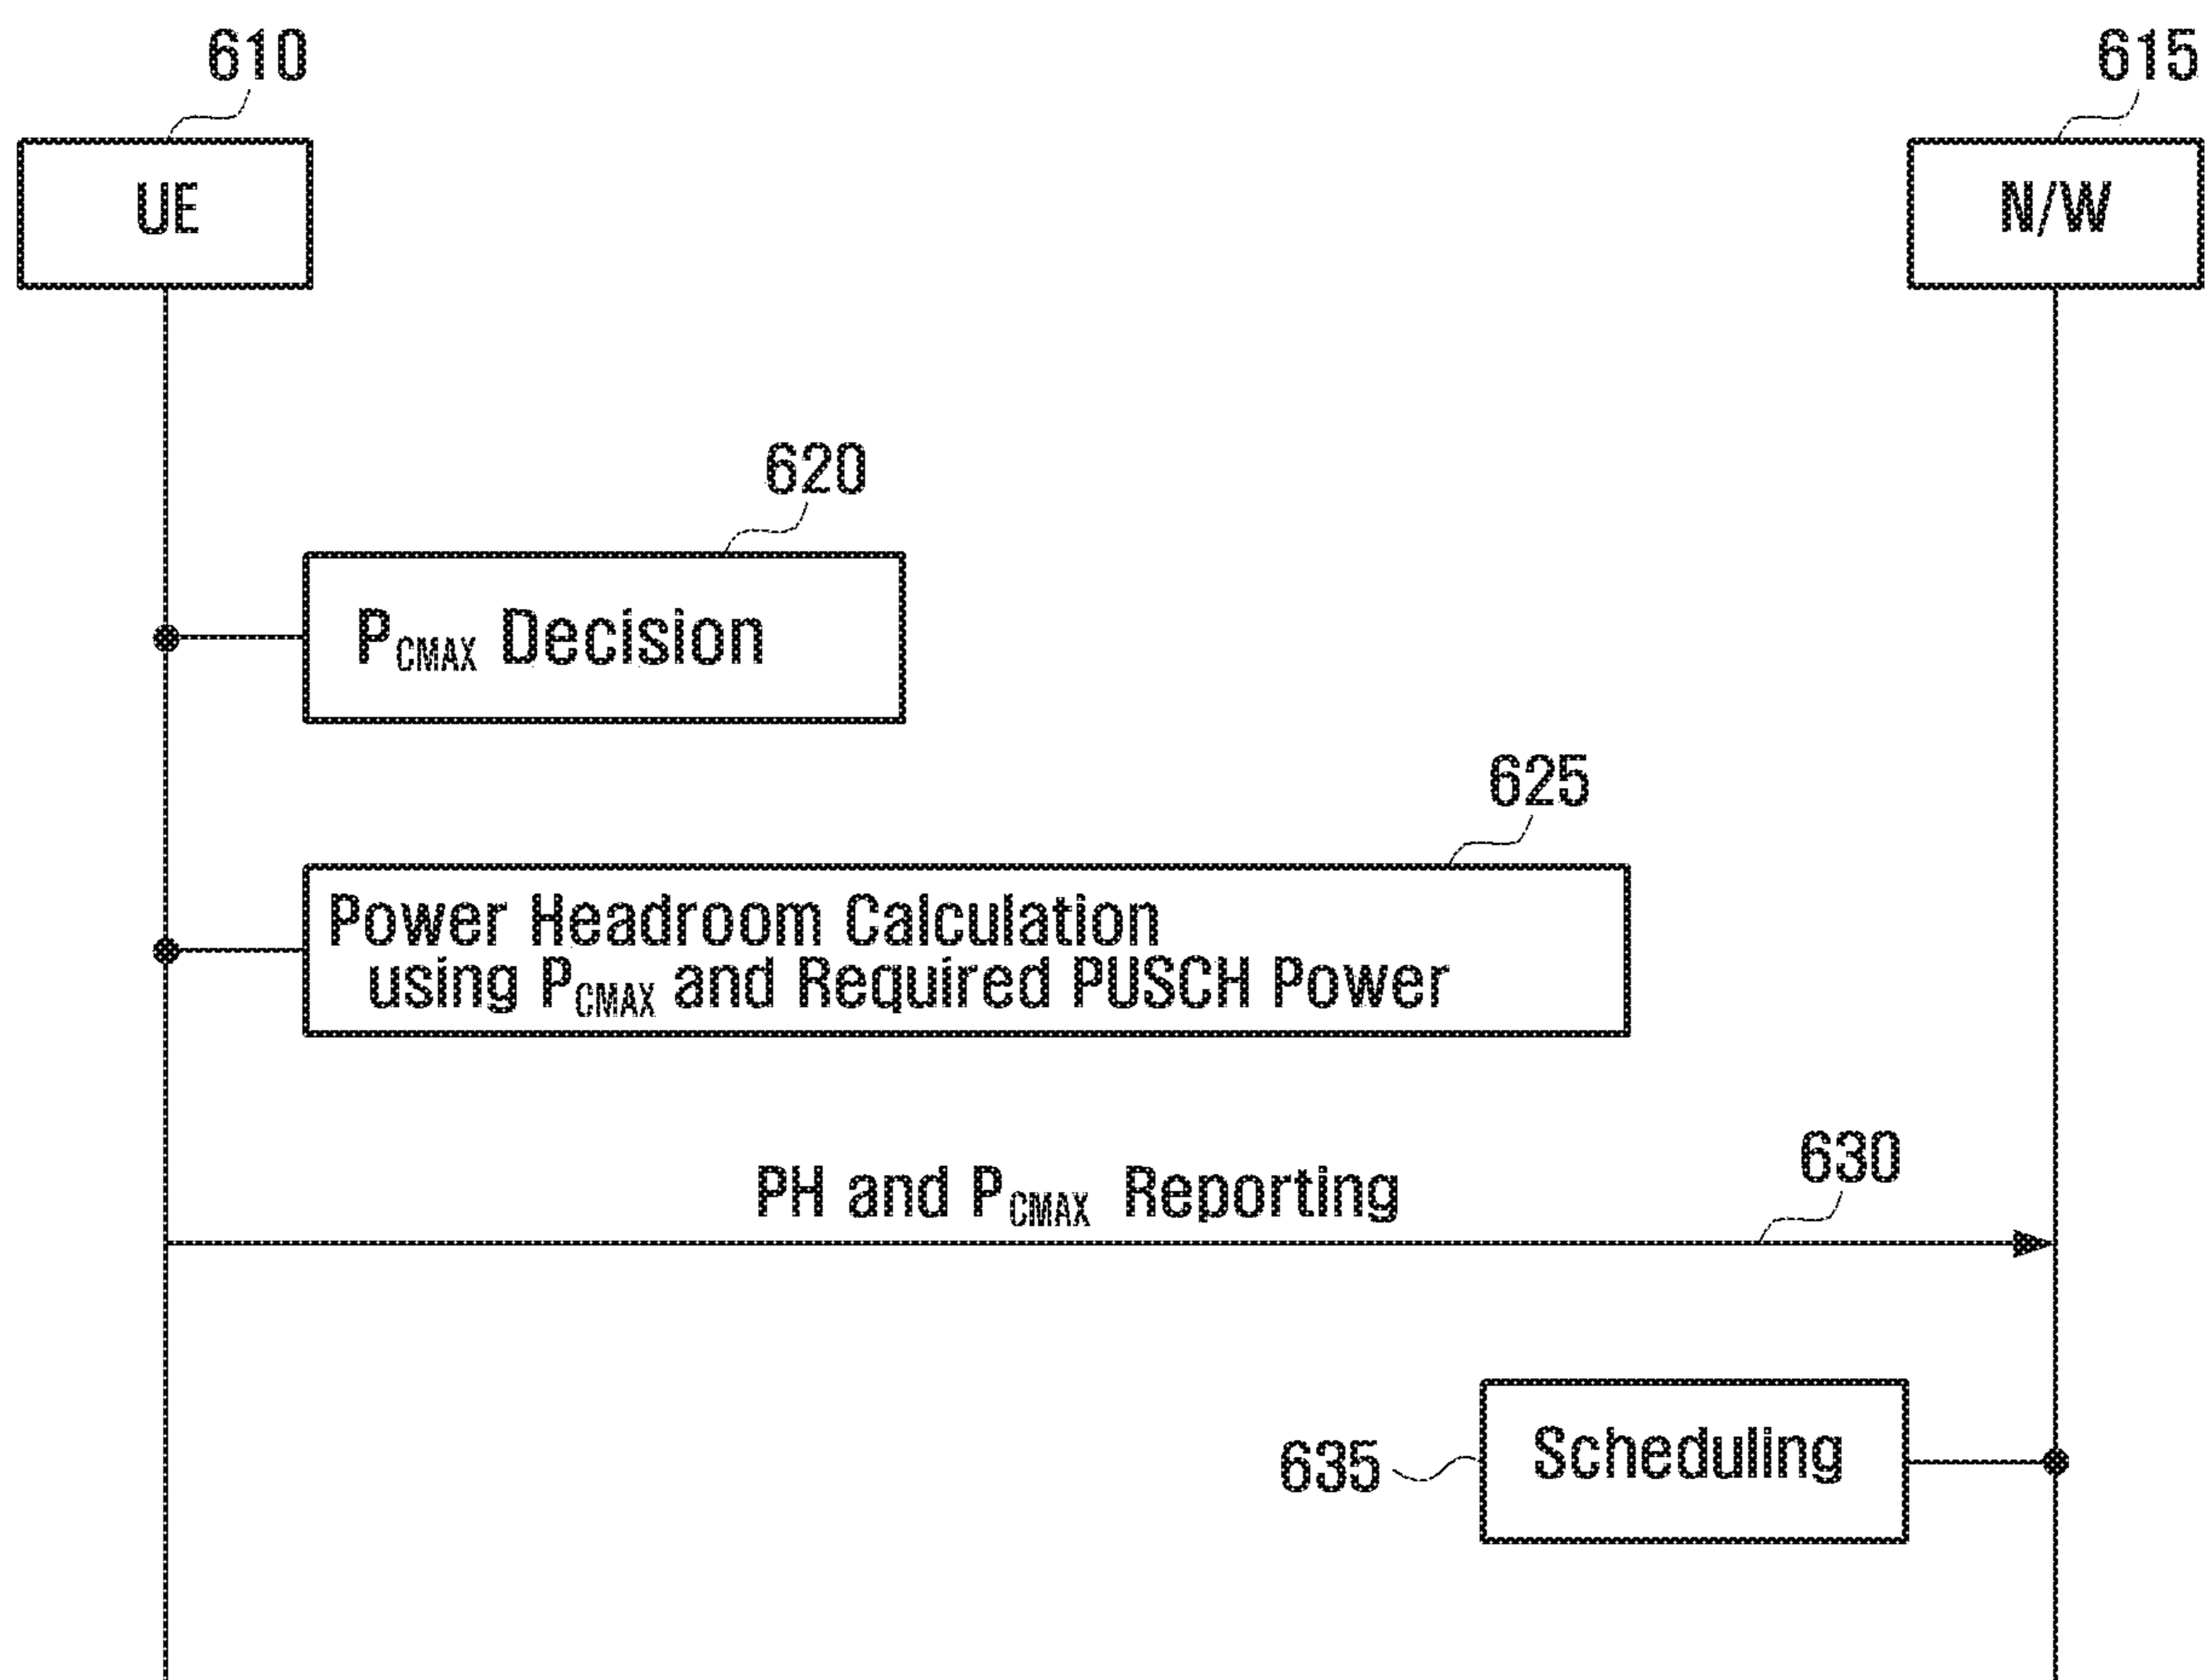 610
615
UE
N/W
620
PCMAX Decision
625
Power Headroom Calculation
using PCMAX and Required PUSCH Power
630
PH and PCMAX Reporting
635
Scheduling